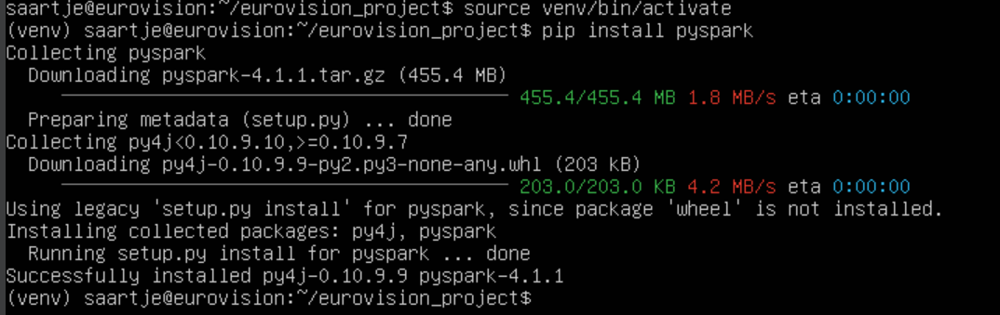 saartje@eurovision:~/eurovision_project$ source venv/bin/activate
(venv) saartje@eurovision:~/eurovision_project$ pip install pyspark
Collecting pyspark
  Downloading pyspark-4.1.1.tar.gz (455.4 MB)
     ━━━━━━━━━━━━━━━━━━━━━━━━━━━━━━━━━━━━━━━━ 455.4/455.4 MB 1.8 MB/s eta 0:00:00
  Preparing metadata (setup.py) ... done
Collecting py4j<0.10.9.10,>=0.10.9.7
  Downloading py4j-0.10.9.9-py2.py3-none-any.whl (203 kB)
     ━━━━━━━━━━━━━━━━━━━━━━━━━━━━━━━━━━━━━━━━ 203.0/203.0 KB 4.2 MB/s eta 0:00:00
Using legacy 'setup.py install' for pyspark, since package 'wheel' is not installed.
Installing collected packages: py4j, pyspark
  Running setup.py install for pyspark ... done
Successfully installed py4j-0.10.9.9 pyspark-4.1.1
(venv) saartje@eurovision:~/eurovision_project$